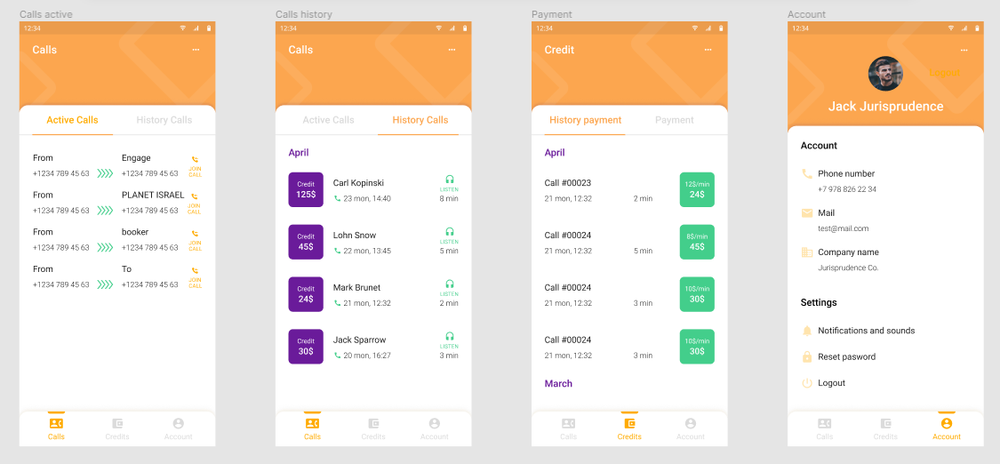 Calls active
12:34
Calls
Active Calls
History Calls
From
Engage
+1234 789 45 63
+1234 789 45 63
JOIN
CALL
From
PLANET ISRAEL
+1234 789 45 63
+1234 789 45 63
JOIN
CALL
From
booker
+1234 789 45 63
+1234 789 45 63
JOIN
CALL
From
To
+1234 789 45 63
+1234 789 45 63
JOIN
CALL
Calls
Credits
Account
Calls history
12:34
Calls
Active Calls
History Calls
April
Credit
125$
Carl Kopinski
23 mon, 14:40
LISTEN
8 min
Credit
45$
Lohn Snow
22 mon, 13:45
LISTEN
5 min
Credit
24$
Mark Brunet
21 mon, 12:32
LISTEN
2 min
Credit
30$
Jack Sparrow
20 mon, 16:27
LISTEN
3 min
Calls
Credits
Account
Payment
12:34
Credit
History payment
Payment
April
Call #00023
21 mon, 12:32
2 min
12$/min
24$
Call #00024
21 mon, 12:32
5 min
8$/min
45$
Call #00024
21 mon, 12:32
3 min
10$/min
30$
Call #00024
21 mon, 12:32
3 min
10$/min
30$
March
Calls
Credits
Account
Account
12:34
Logout
Jack Jurisprudence
Account
Phone number
+7 978 826 22 34
Mail
test@mail.com
Company name
Jurisprudence Co.
Settings
Notifications and sounds
Reset pasword
Logout
Calls
Credits
Account